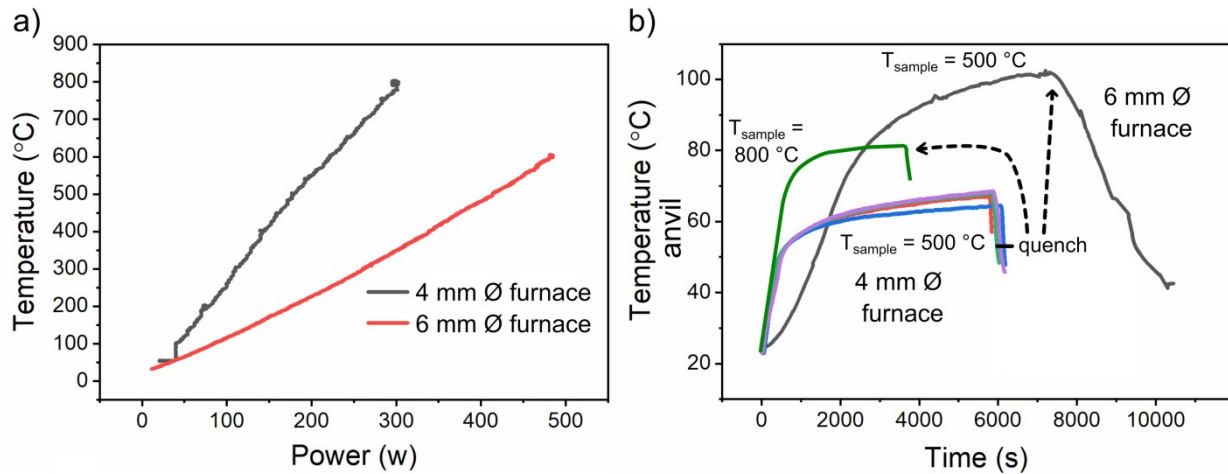 a)
Temperature (°C)
900
800
700
600
500
400
300
200
100
0
4 mm Ø furnace
6 mm Ø furnace
0
100
200
300
400
500
Power (w)
b)
Temperature (°C)
anvil
100
80
60
40
20
Tsample = 500 °C
Tsample =
800 °C
6 mm Ø
furnace
Tsample = 500 °C
quench
4 mm Ø
furnace
0
2000
4000
6000
8000
10000
Time (s)